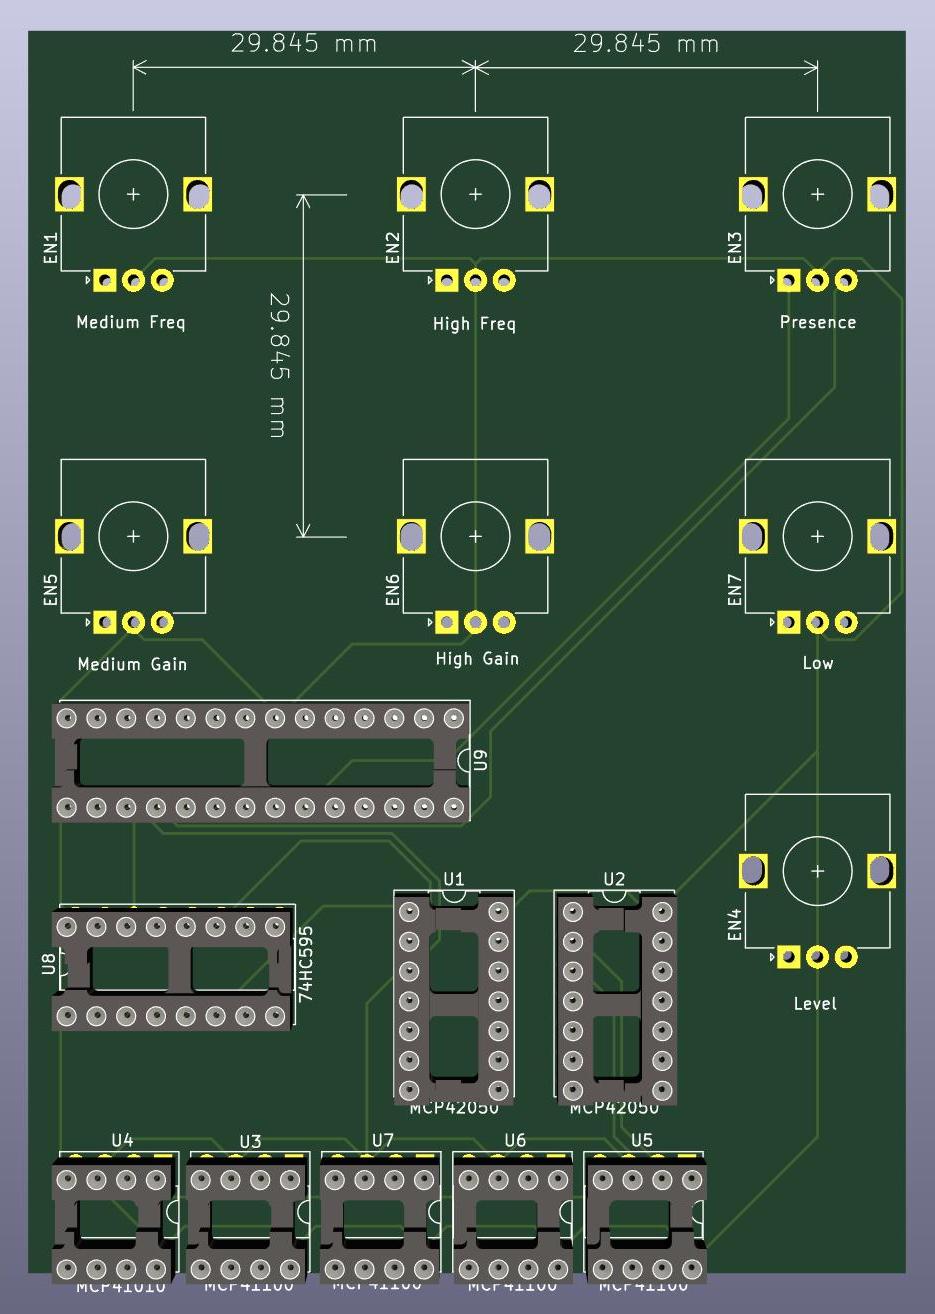 29.845 mm
29.845 mm
EN1
EN2
EN3
Medium Freq
High Freq
Presence
29.845 mm
EN5
EN6
EN7
Medium Gain
High Gain
Low
U9
U1
U2
EN4
U8
74HC595
Level
MCP42050
MCP42050
U4
U3
U7
U6
U5
MCP41010
MCP41100
MCP41100
MCP41100
MCP41100